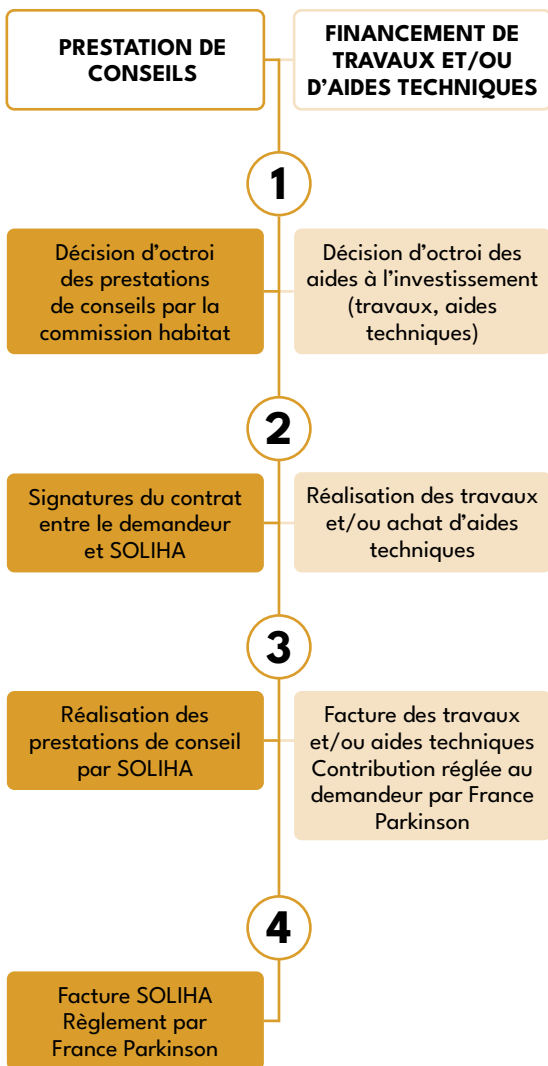 PRESTATION DE
CONSEILS
FINANCEMENT DE
TRAVAUX ET/OU
D’AIDES TECHNIQUES
1
Décision d’octroi
des prestations
de conseils par la
commission habitat
Décision d’octroi des
aides à l’investissement
(travaux, aides
techniques)
2
Signatures du contrat
entre le demandeur
et SOLIHA
Réalisation des travaux
et/ou achat d’aides
techniques
3
Réalisation des
prestations de conseil
par SOLIHA
Facture des travaux
et/ou aides techniques
Contribution réglée au
demandeur par France
Parkinson
4
Facture SOLIHA
Règlement par
France Parkinson